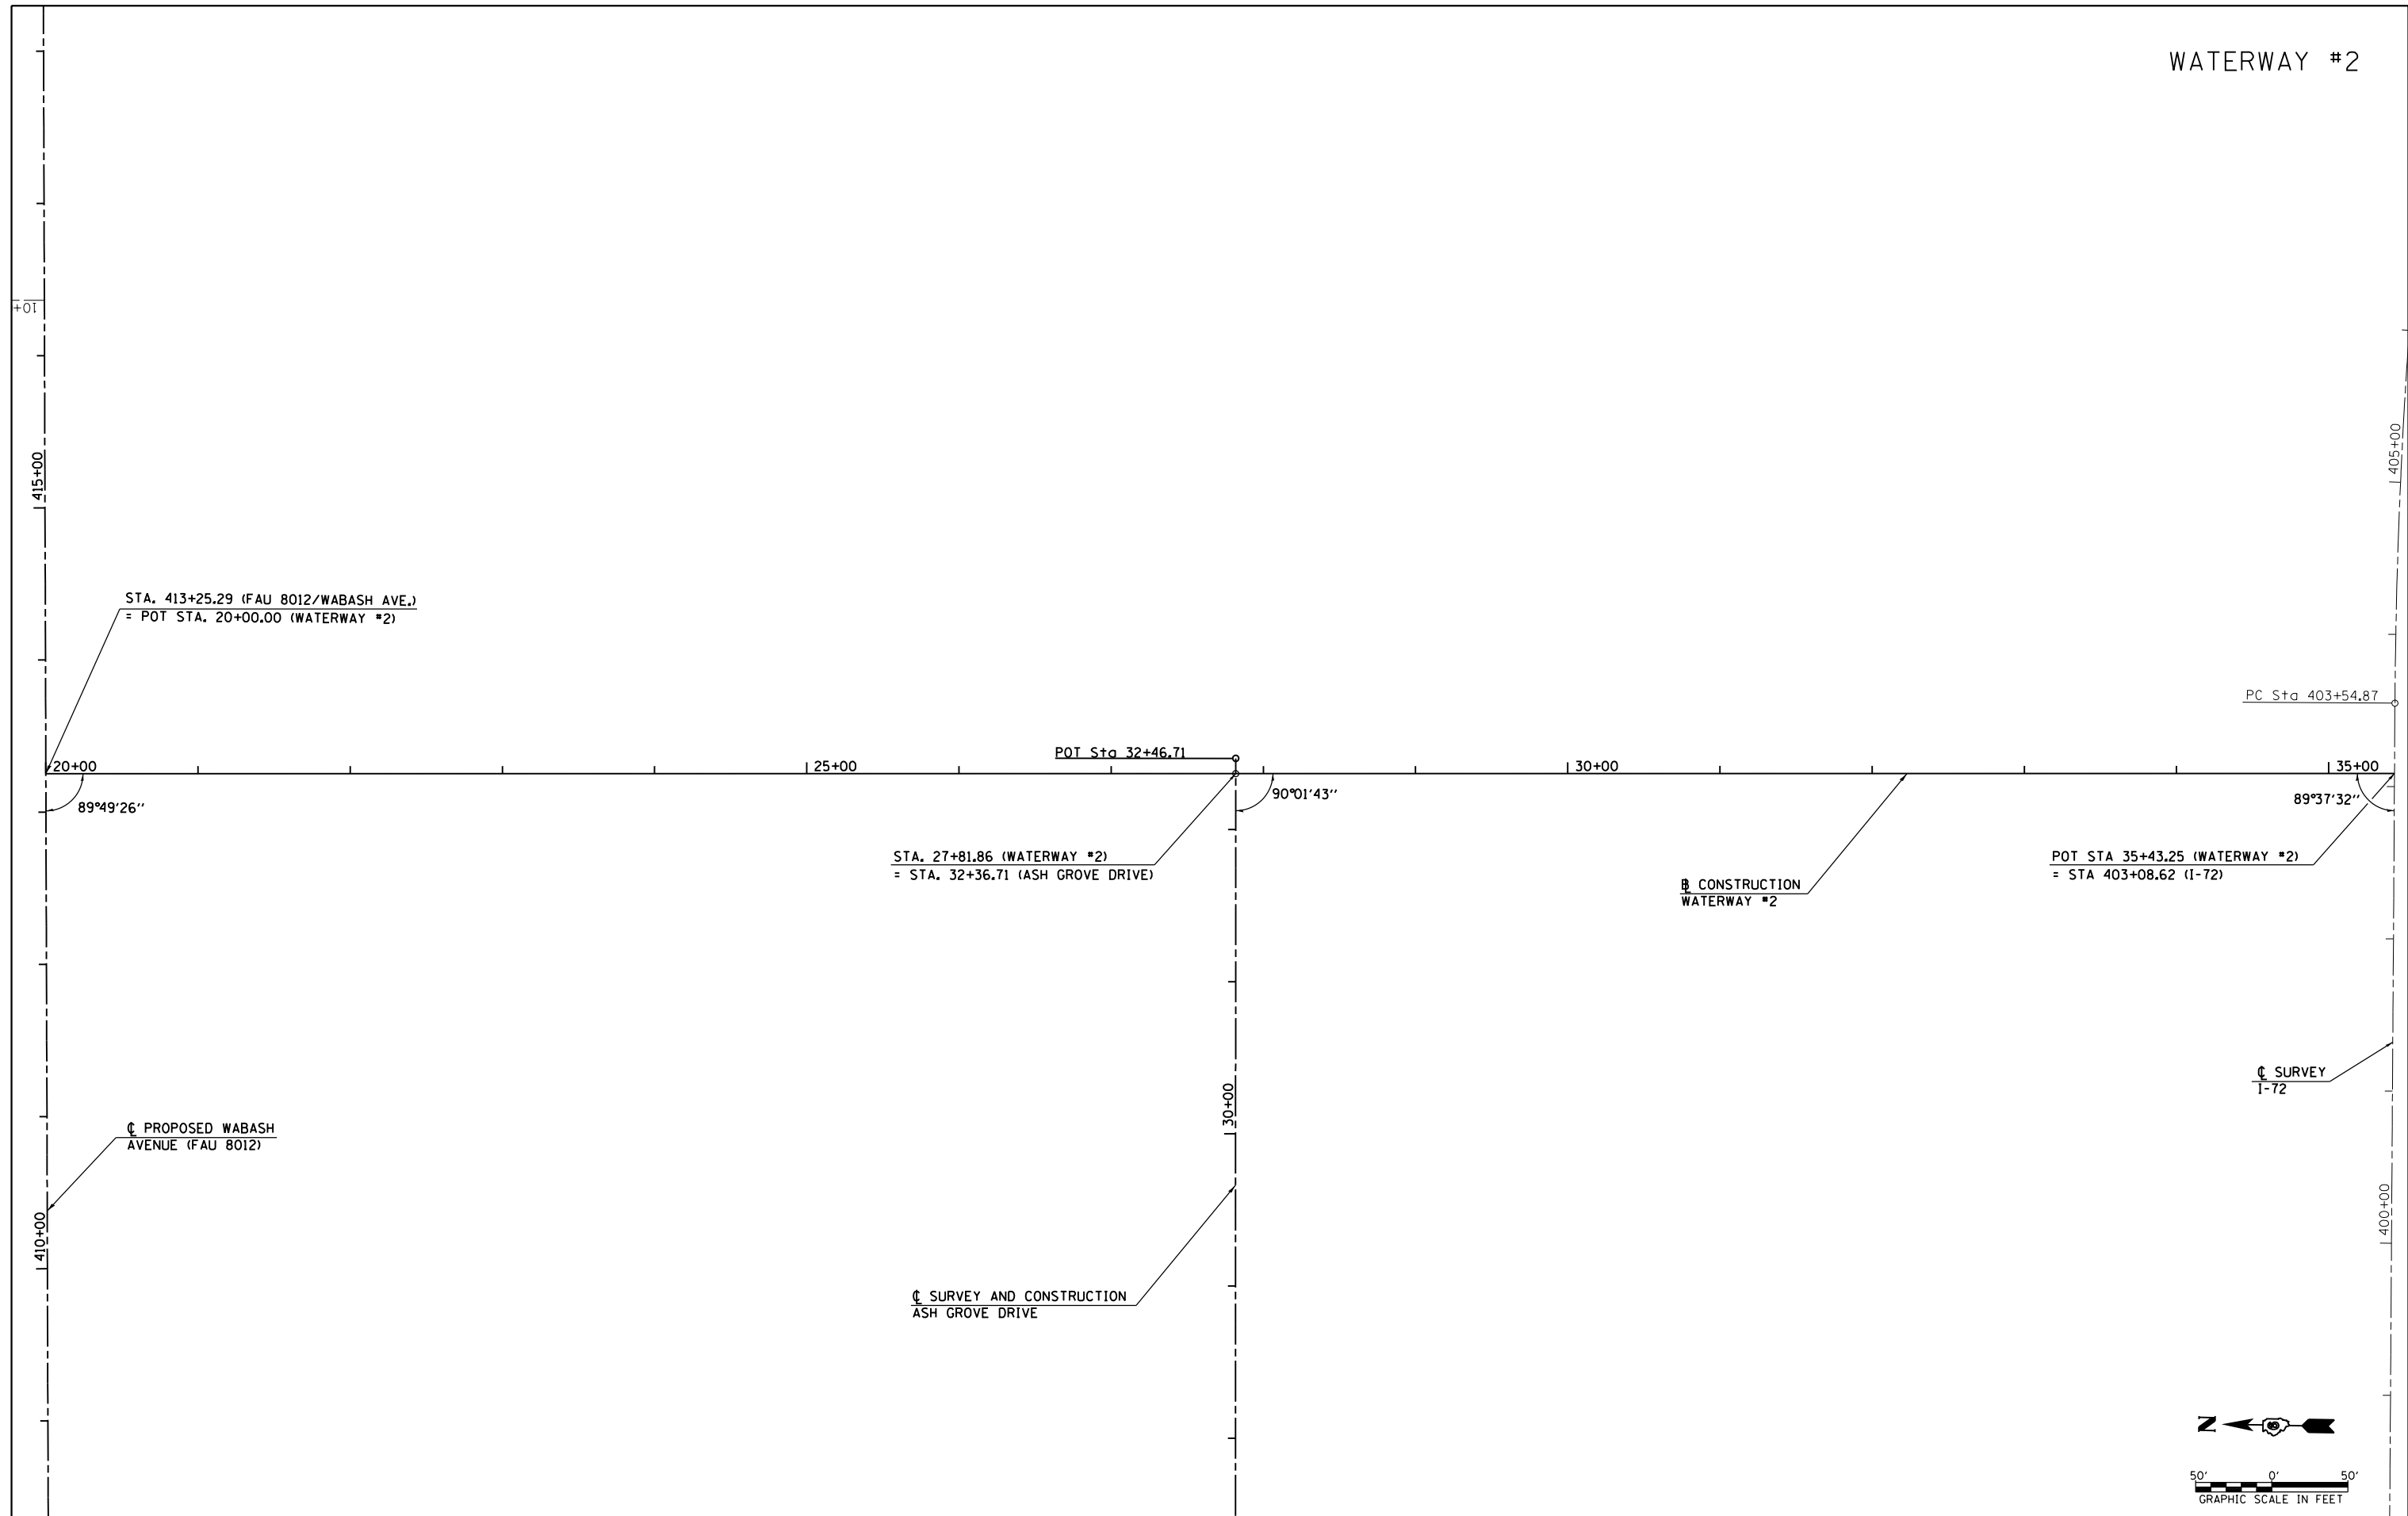 WATERWAY #2
10+
415+00
405+00
STA. 413+25.29 (FAU 8012/WABASH AVE.)
= POT STA. 20+00.00 (WATERWAY #2)
PC Sta 403+54.87
POT Sta 32+46.71
20+00
25+00
30+00
35+00
89°49'26''
90°01'43''
89°37'32''
STA. 27+81.86 (WATERWAY #2)
= STA. 32+36.71 (ASH GROVE DRIVE)
POT STA 35+43.25 (WATERWAY #2)
= STA 403+08.62 (I-72)
BL CONSTRUCTION
WATERWAY #2
CL SURVEY
I-72
30+00
CL PROPOSED WABASH
AVENUE (FAU 8012)
410+00
400+00
CL SURVEY AND CONSTRUCTION
ASH GROVE DRIVE
N
50' 0' 50'
GRAPHIC SCALE IN FEET